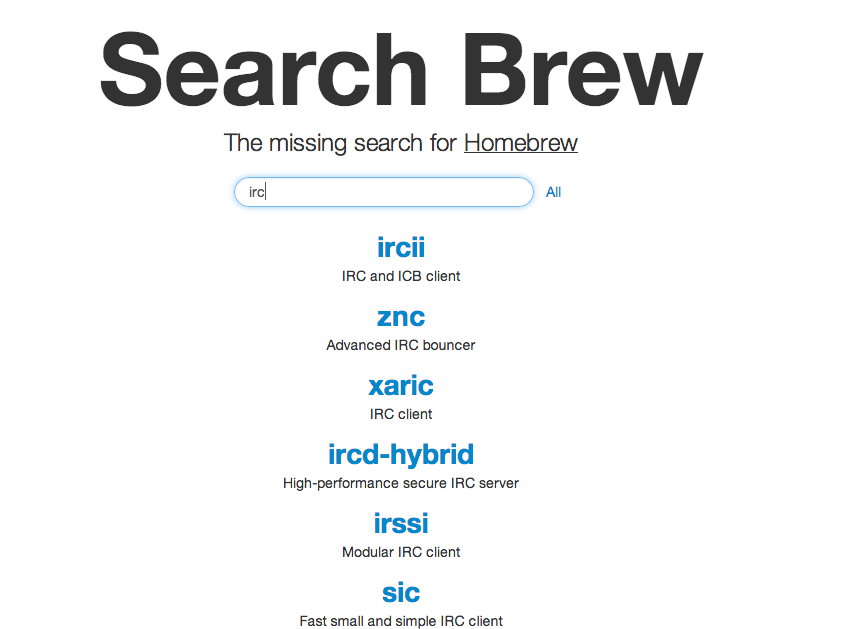 Search Brew
The missing search for Homebrew
irc All
ircii
IRC and ICB client
znc
Advanced IRC bouncer
xaric
IRC client
ircd-hybrid
High-performance secure IRC server
irssi
Modular IRC client
sic
Fast small and simple IRC client